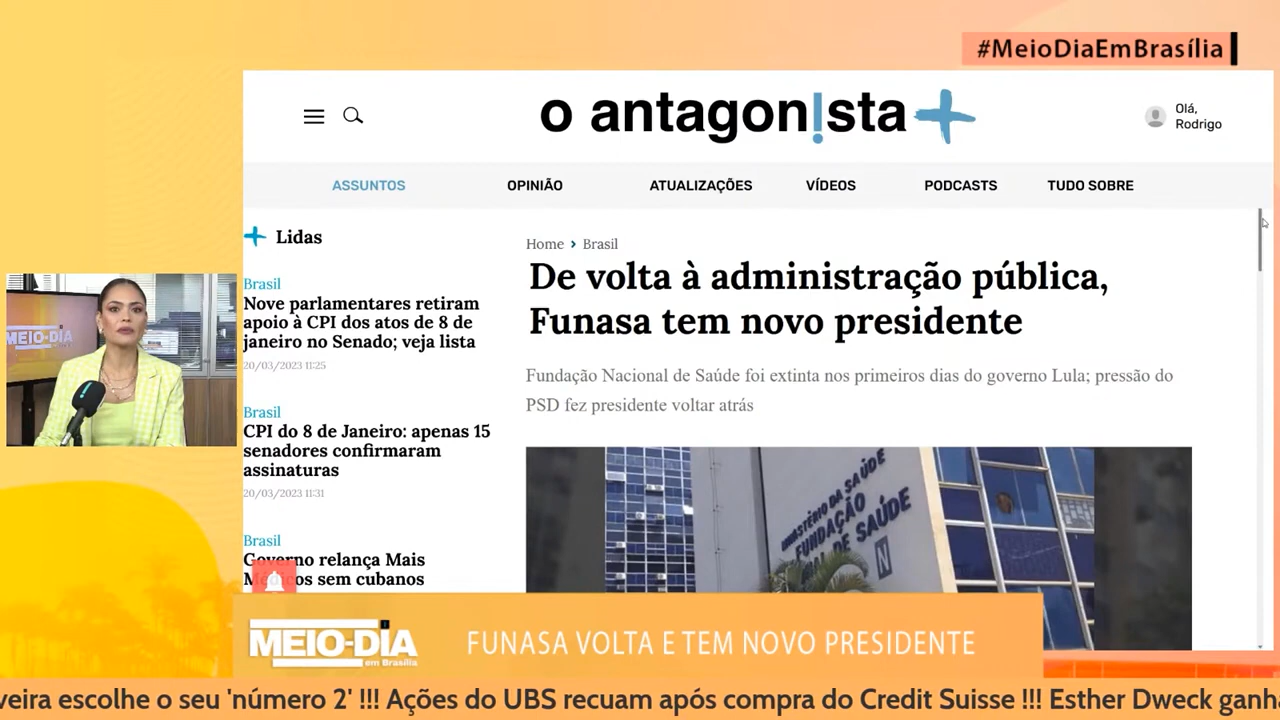 #MeioDiaEmBrasília
o antagon!sta+
Olá,
Rodrigo
ASSUNTOS
OPINIÃO
ATUALIZAÇÕES
VÍDEOS
PODCASTS
TUDO SOBRE
+ Lidas
Brasil
Nove parlamentares retiram
apoio à CPI dos atos de 8 de
janeiro no Senado; veja lista
20/03/2023 11:25
Brasil
CPI do 8 de Janeiro: apenas 15
senadores confirmaram
assinaturas
20/03/2023 11:31
Brasil
Governo relança Mais
Médicos sem cubanos
Home › Brasil
De volta à administração pública,
Funasa tem novo presidente
Fundação Nacional de Saúde foi extinta nos primeiros dias do governo Lula; pressão do
PSD fez presidente voltar atrás
MINISTÉRIO DA SAÚDE
FUNDAÇÃO
AL DE SAÚDE
MEIO-DIA
MEIO-DIA
em Brasília
FUNASA VOLTA E TEM NOVO PRESIDENTE
veira escolhe o seu 'número 2' !!! Ações do UBS recuam após compra do Credit Suisse !!! Esther Dweck ganh